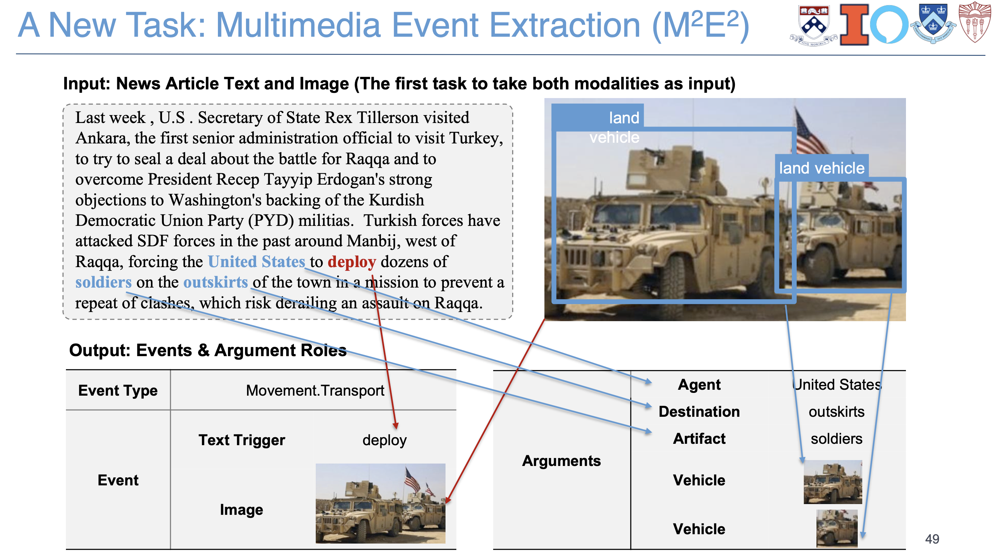 A New Task: Multimedia Event Extraction (M²E²)
SINE MORIBUS
Input: News Article Text and Image (The first task to take both modalities as input)
Last week , U.S . Secretary of State Rex Tillerson visited
Ankara, the first senior administration official to visit Turkey,
to try to seal a deal about the battle for Raqqa and to
overcome President Recep Tayyip Erdogan's strong
objections to Washington's backing of the Kurdish
Democratic Union Party (PYD) militias.  Turkish forces have
attacked SDF forces in the past around Manbij, west of
Raqqa, forcing the United States to deploy dozens of
soldiers on the outskirts of the town in a mission to prevent a
repeat of clashes, which risk derailing an assault on Raqqa.
land
vehicle
land vehicle
Output: Events & Argument Roles
Event Type
Movement.Transport
Event
Text Trigger
deploy
Image
Arguments
Agent
United States
Destination
outskirts
Artifact
soldiers
Vehicle
Vehicle
49